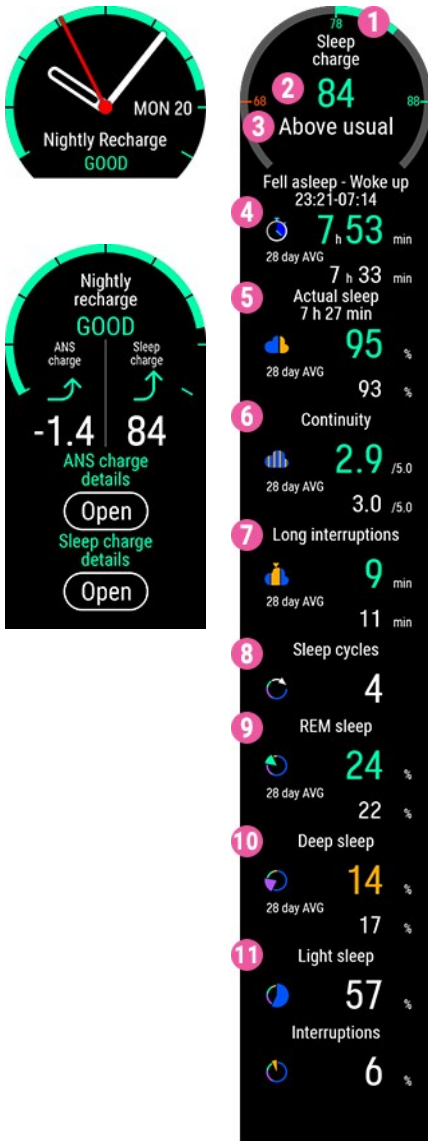 MON 20
Nightly Recharge
GOOD
Nightly
recharge
GOOD
ANS
charge
Sleep
charge
-1.4
84
ANS charge
details
Open
Sleep charge
details
Open
1
78
Sleep
charge
2
84
68
88
3
Above usual
Fell asleep - Woke up
23:21-07:14
4
7 h 53 min
28 day AVG
7 h 33 min
5
Actual sleep
7 h 27 min
95 %
28 day AVG
93 %
6
Continuity
2.9 /5.0
28 day AVG
3.0 /5.0
7
Long interruptions
9 min
28 day AVG
11 min
8
Sleep cycles
4
9
REM sleep
24 %
28 day AVG
22 %
10
Deep sleep
14 %
28 day AVG
17 %
11
Light sleep
57 %
Interruptions
6 %